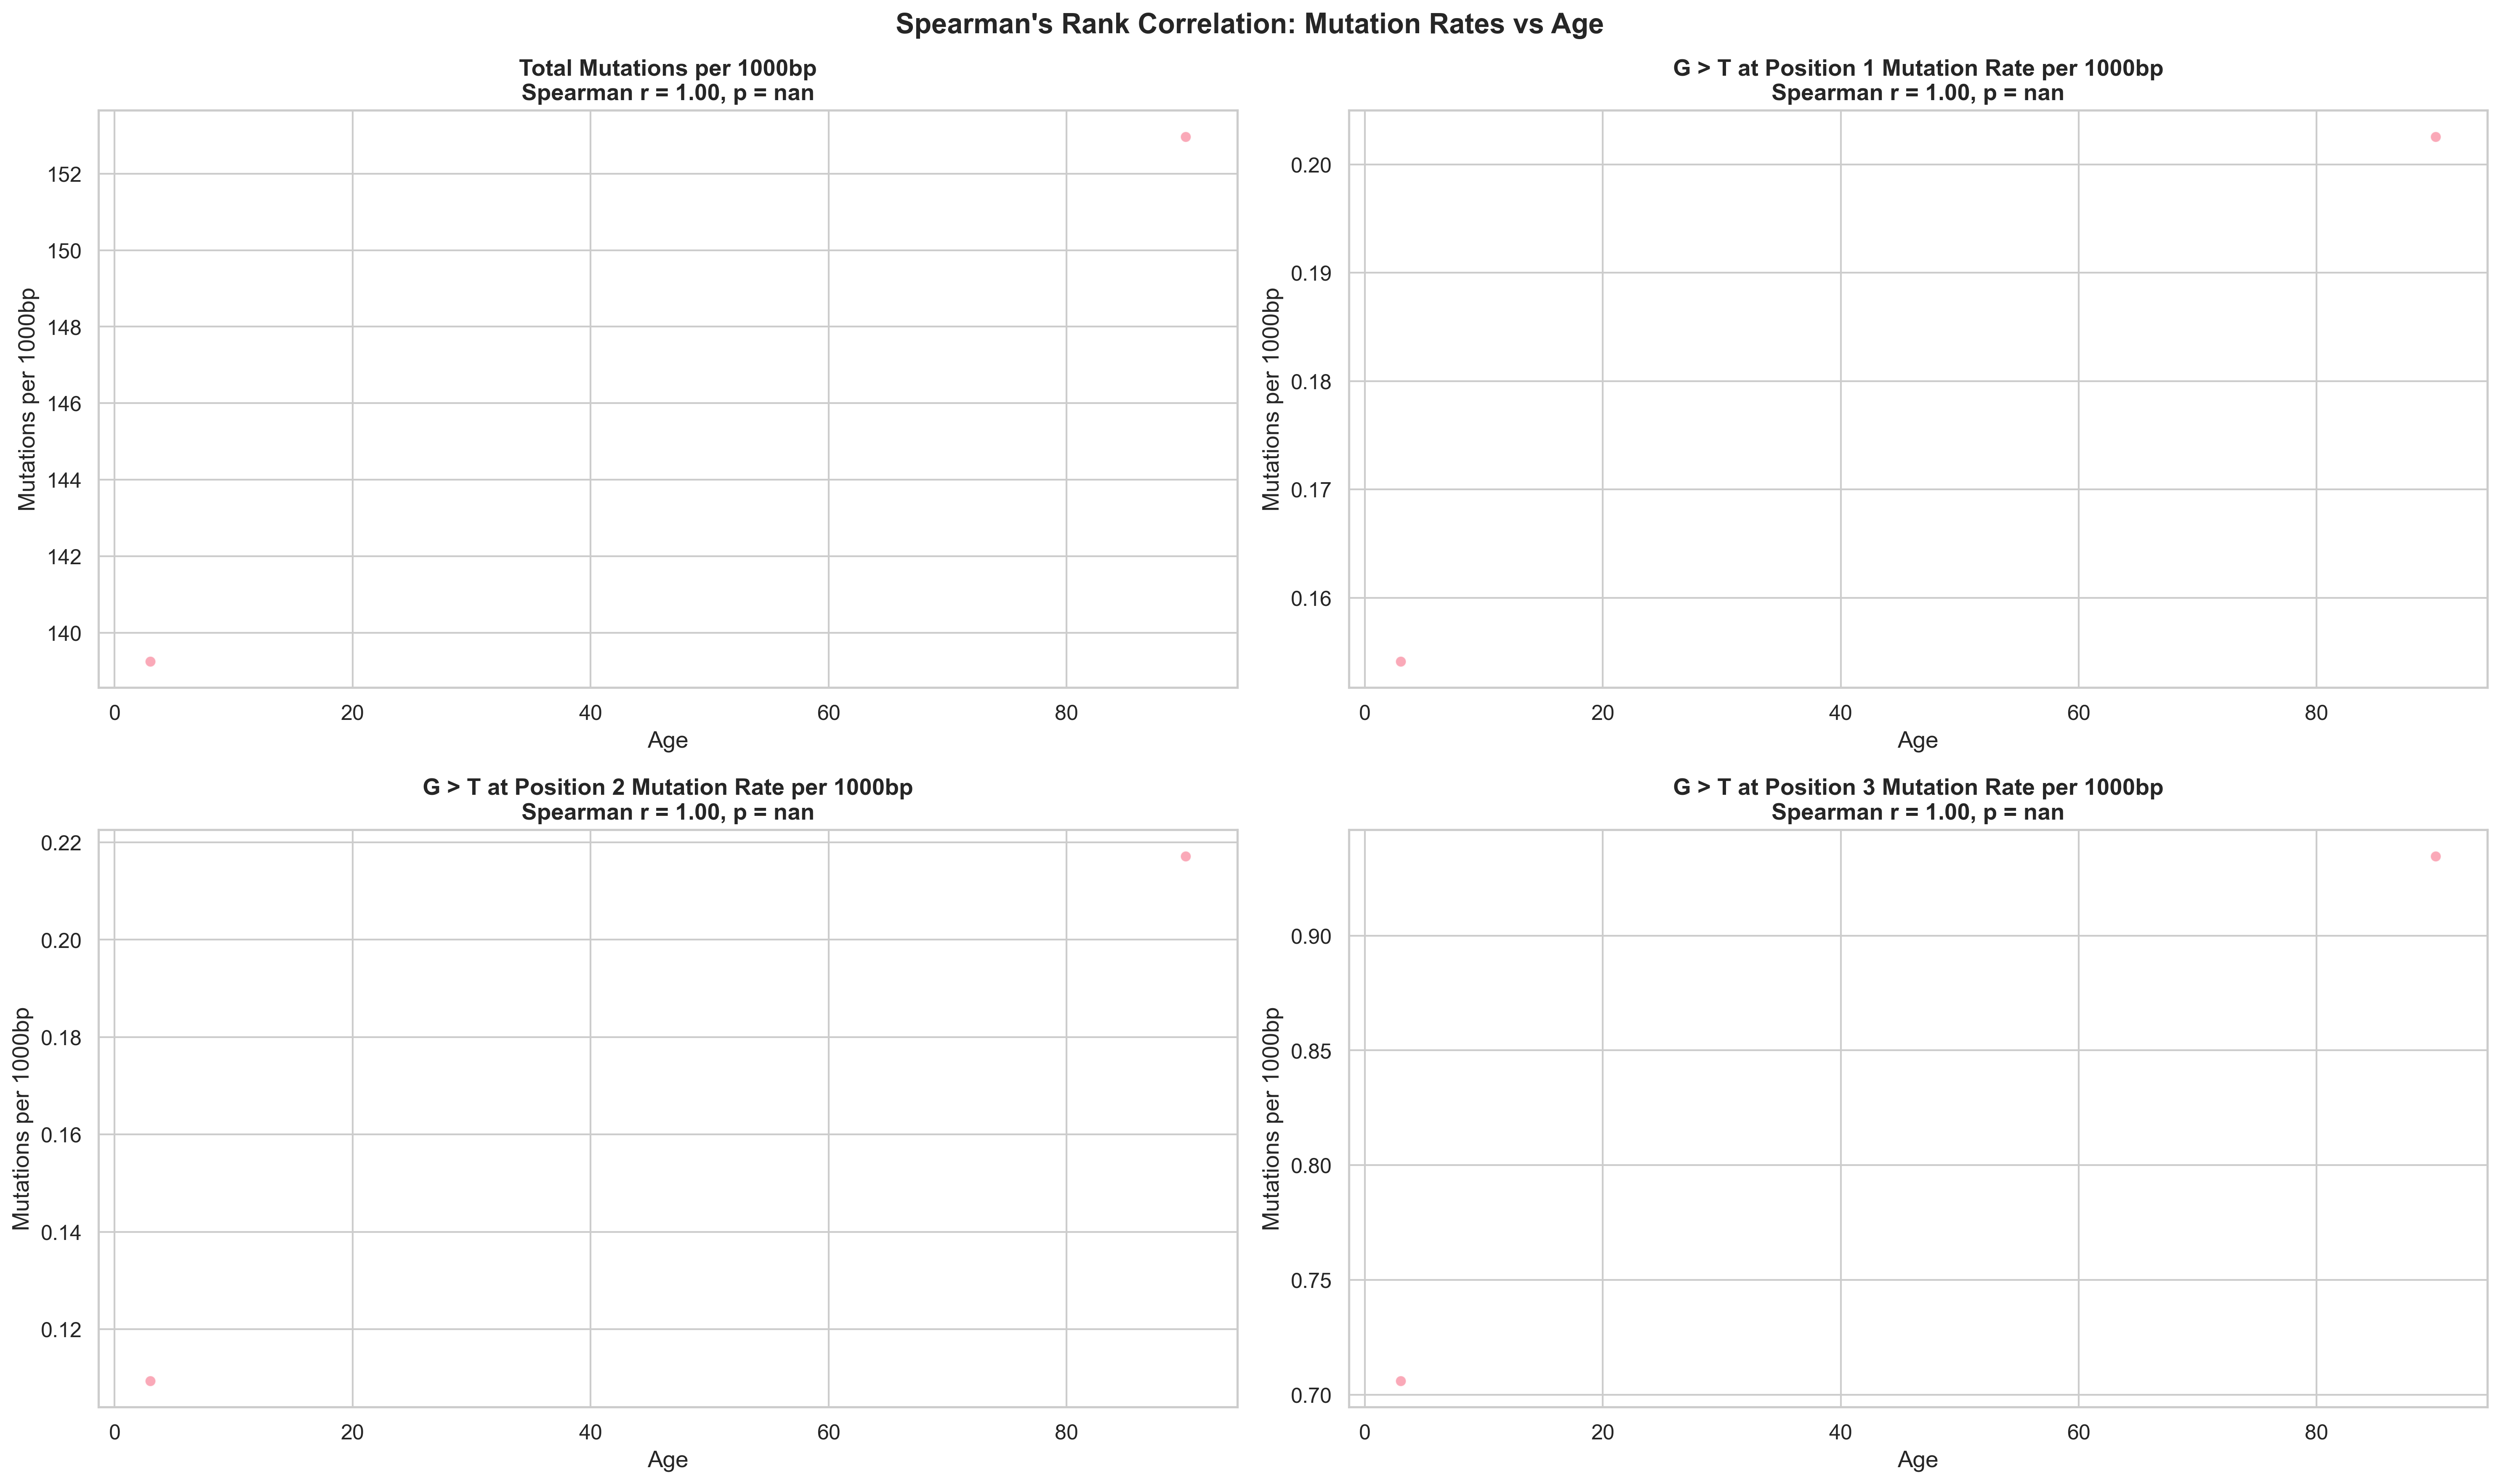 Spearman's Rank Correlation: Mutation Rates vs Age
Total Mutations per 1000bp
Spearman r = 1.00, p = nan
152
150
148
146
144
142
140
Mutations per 1000bp
0
20
40
60
80
Age
G > T at Position 1 Mutation Rate per 1000bp
Spearman r = 1.00, p = nan
0.20
0.19
0.18
0.17
0.16
Mutations per 1000bp
0
20
40
60
80
Age
G > T at Position 2 Mutation Rate per 1000bp
Spearman r = 1.00, p = nan
0.22
0.20
0.18
0.16
0.14
0.12
Mutations per 1000bp
0
20
40
60
80
Age
G > T at Position 3 Mutation Rate per 1000bp
Spearman r = 1.00, p = nan
0.90
0.85
0.80
0.75
0.70
Mutations per 1000bp
0
20
40
60
80
Age